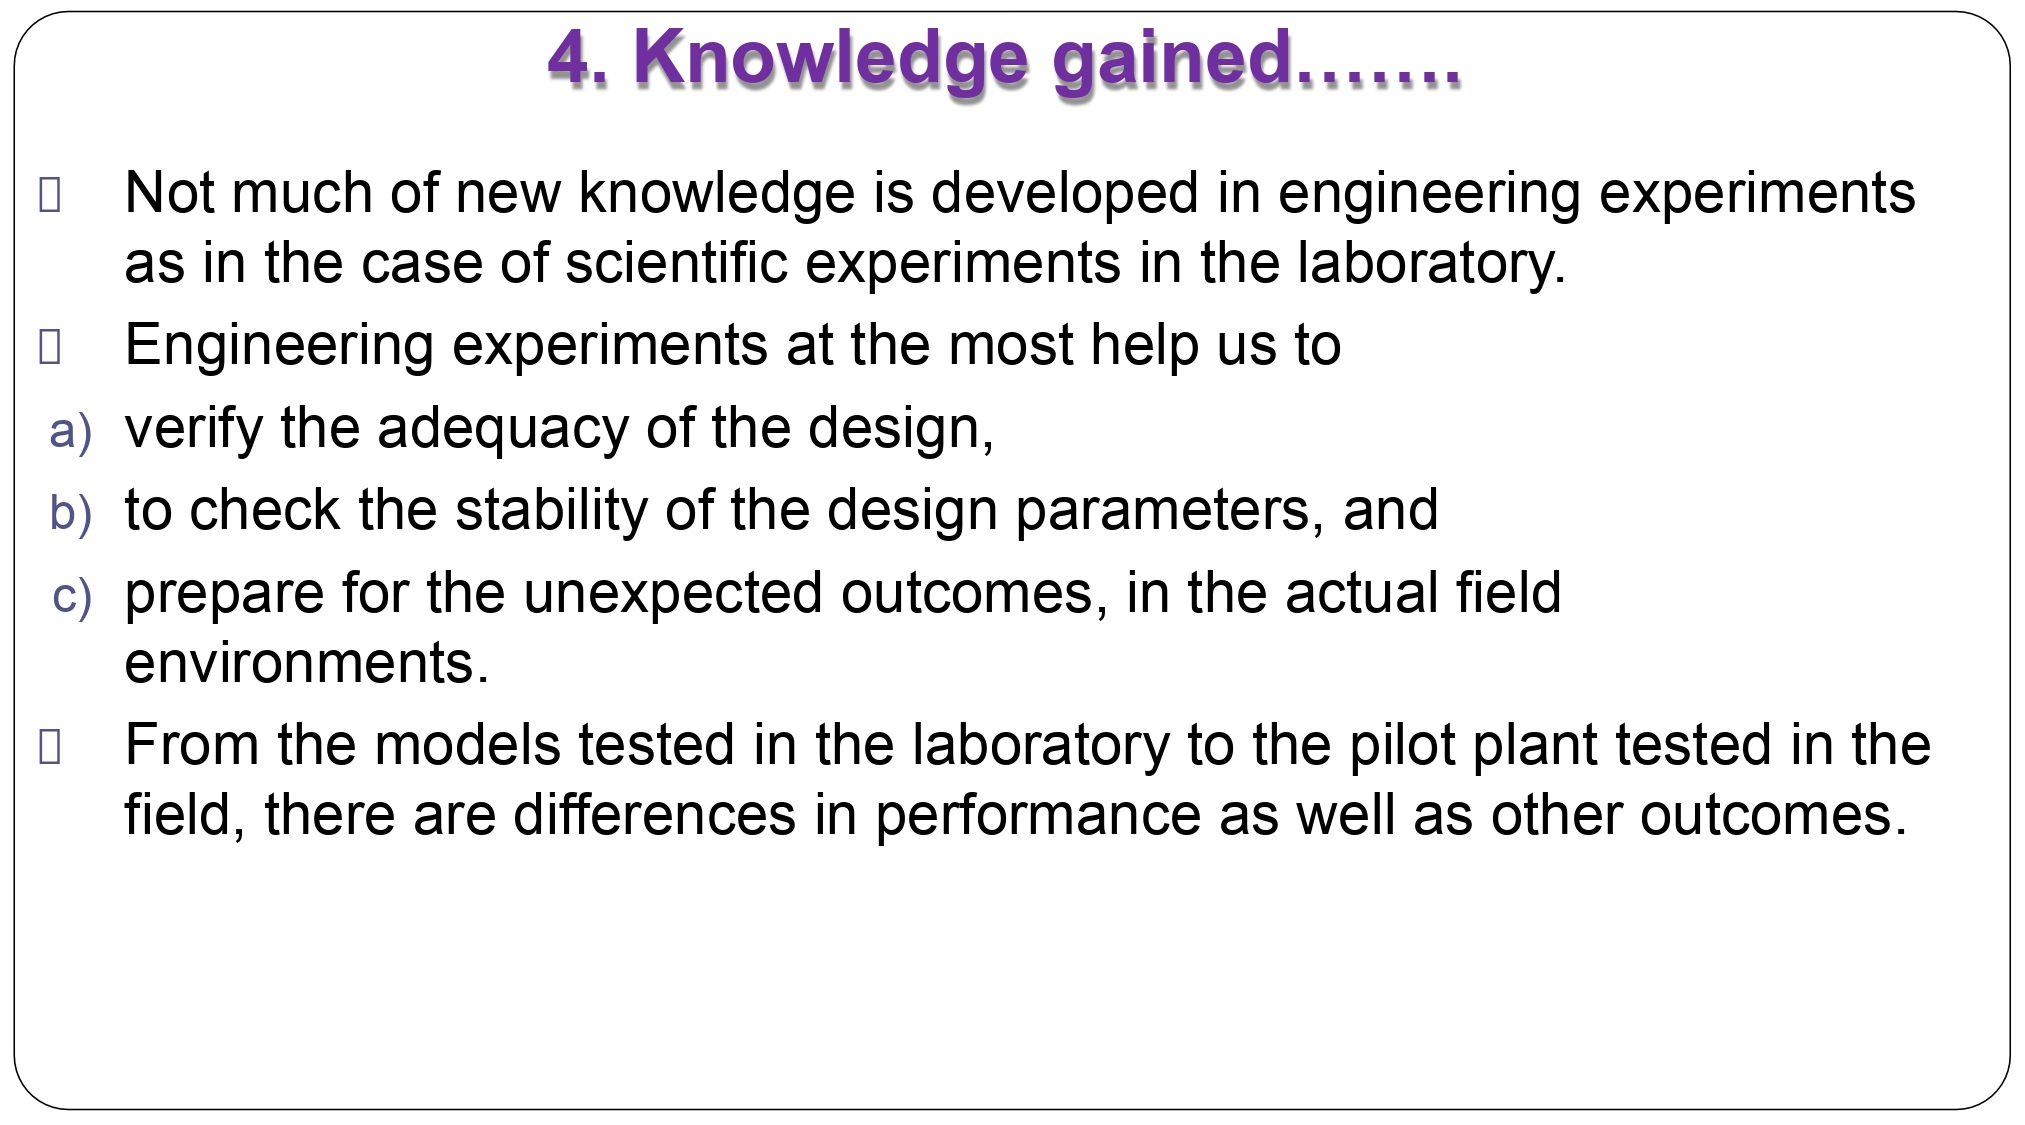 4. Knowledge gained…….
Not much of new knowledge is developed in engineering experiments
as in the case of scientific experiments in the laboratory.
Engineering experiments at the most help us to
a) verify the adequacy of the design,
b) to check the stability of the design parameters, and
c) prepare for the unexpected outcomes, in the actual field
environments.
From the models tested in the laboratory to the pilot plant tested in the
field, there are differences in performance as well as other outcomes.